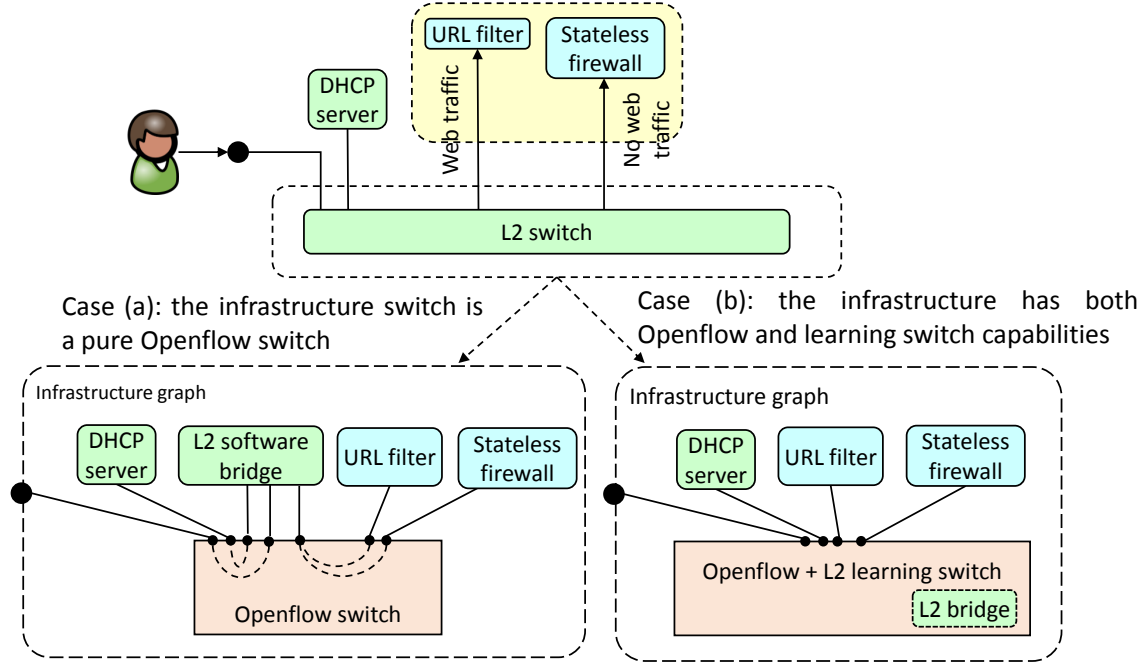 URL filter
Stateless
firewall
DHCP
server
Web traffic
No web
traffic
L2 switch
Case (a): the infrastructure switch is
a pure Openflow switch
Case (b): the infrastructure has both
Openflow and learning switch capabilities
Infrastructure graph
DHCP
server
L2 software
bridge
URL filter
Stateless
firewall
Openflow switch
Infrastructure graph
DHCP
server
URL filter
Stateless
firewall
Openflow + L2 learning switch
L2 bridge